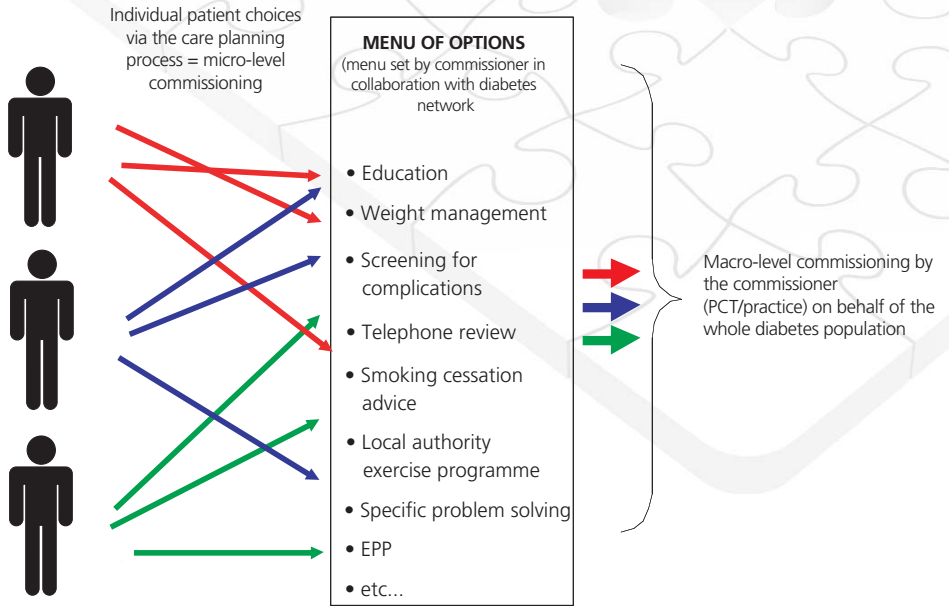 Individual patient choices
via the care planning
process = micro-level
commissioning
MENU OF OPTIONS
(menu set by commissioner in
collaboration with diabetes
network
• Education
• Weight management
• Screening for
complications
• Telephone review
• Smoking cessation
advice
• Local authority
exercise programme
• Specific problem solving
• EPP
• etc...
Macro-level commissioning by
the commissioner
(PCT/practice) on behalf of the
whole diabetes population